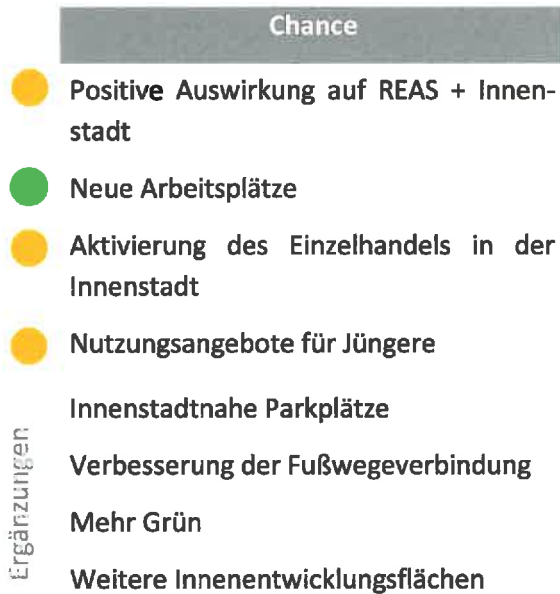 Chance
Positive Auswirkung auf REAS + Innen-
stadt
Neue Arbeitsplätze
Aktivierung des Einzelhandels in der
Innenstadt
Nutzungsangebote für Jüngere
Ergänzungen
Innenstadtnahe Parkplätze
Verbesserung der Fußwegeverbindung
Mehr Grün
Weitere Innenentwicklungsflächen